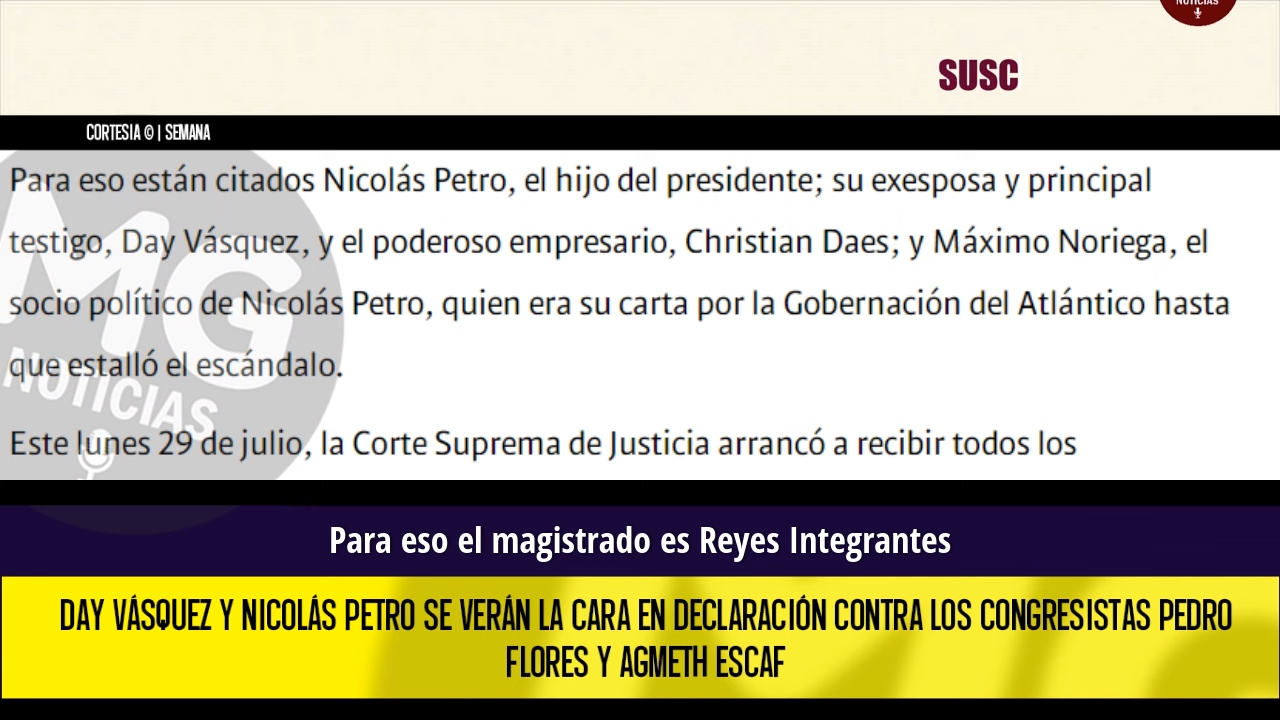 NOTICIAS
SUSC
CORTESIA © | SEMANA
Para eso están citados Nicolás Petro, el hijo del presidente; su exesposa y principal
testigo, Day Vásquez, y el poderoso empresario, Christian Daes; y Máximo Noriega, el
socio político de Nicolás Petro, quien era su carta por la Gobernación del Atlántico hasta
que estalló el escándalo.
Este lunes 29 de julio, la Corte Suprema de Justicia arrancó a recibir todos los
MG
NOTICIAS
Para eso el magistrado es Reyes Integrantes
DAY VÁSQUEZ Y NICOLÁS PETRO SE VERÁN LA CARA EN DECLARACIÓN CONTRA LOS CONGRESISTAS PEDRO
FLORES Y AGMETH ESCAF